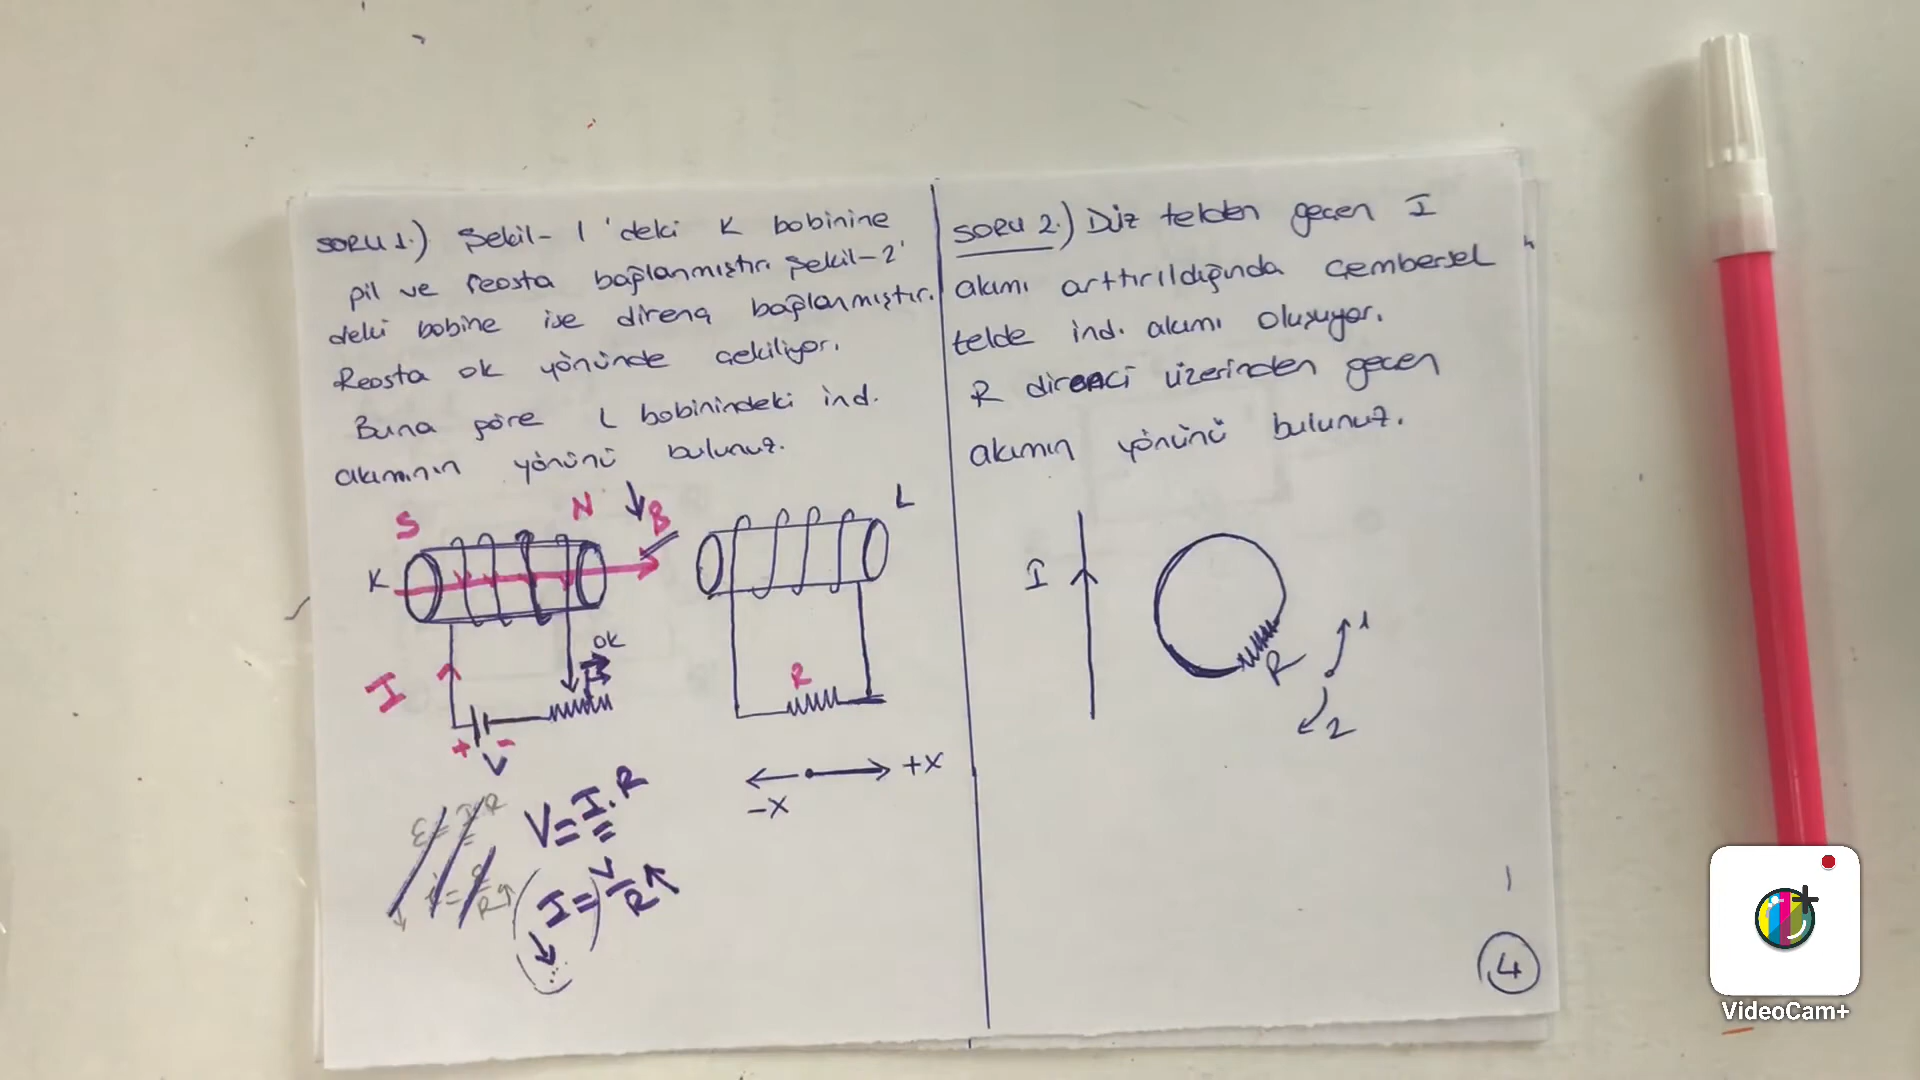 SORU 1.) Şekil-1'deki K bobinine
pil ve reosta bağlanmıştır. Şekil-2'
deki bobine ise direnç bağlanmıştır.
Reosta ok yönünde çekiliyor.
Buna göre L bobinindeki ind.
akımının yönünü bulunuz.
S N ↓B
K
L
I
ok
R
+ -
V
-x +x
V=I.R
I=V/R↑
↓
SORU 2.) Düz telden geçen I
akımı arttırıldığında çembersel
telde ind. akımı oluşuyor.
R direnci üzerinden geçen
akımın yönünü bulunuz.
I
R
1
2
4
VideoCam+